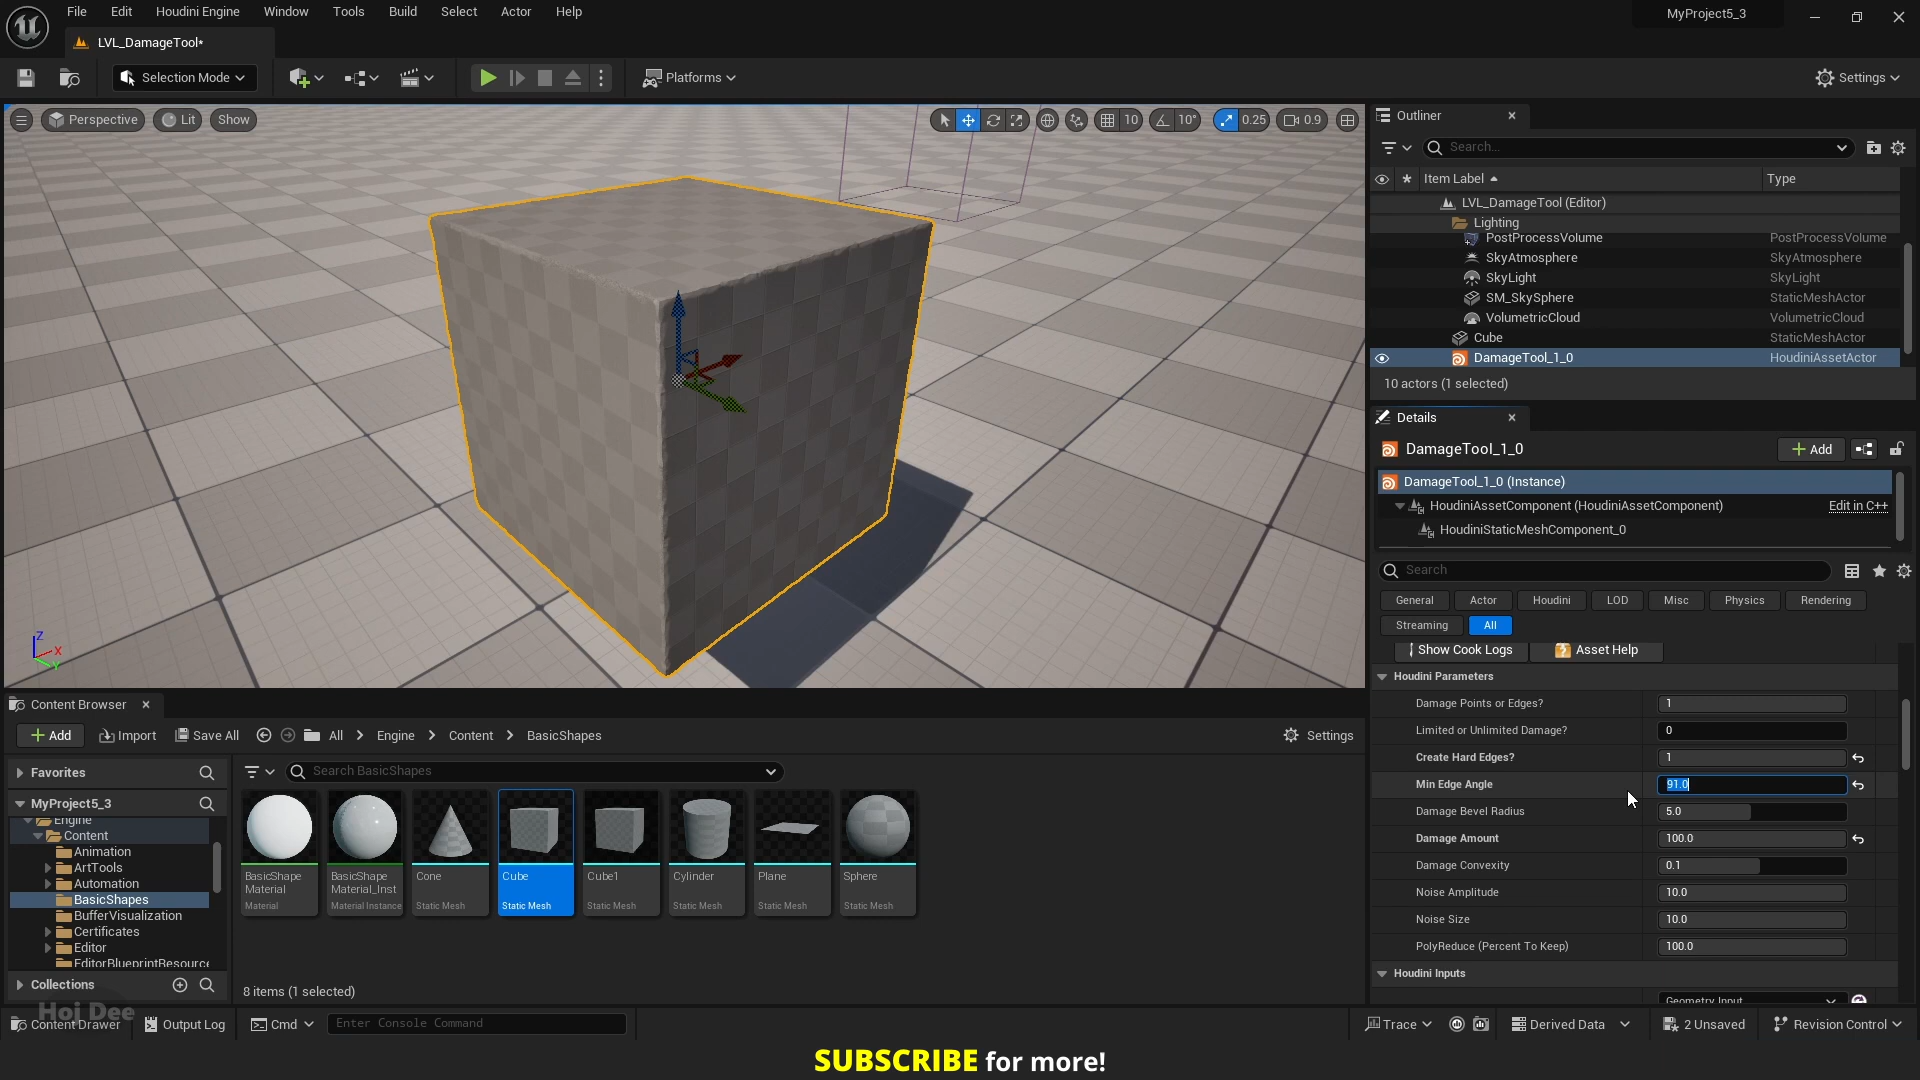 File Edit Houdini Engine Window Tools Build Select Actor Help
MyProject5_3
LVL_DamageTool*
Selection Mode
Platforms
Settings
Perspective Lit Show
10 10° 0.25 0.9
Outliner
Search...
Item Label Type
LVL_DamageTool (Editor)
Lighting
PostProcessVolume PostProcessVolume
SkyAtmosphere SkyAtmosphere
SkyLight SkyLight
SM_SkySphere StaticMeshActor
VolumetricCloud VolumetricCloud
Cube StaticMeshActor
DamageTool_1_0 HoudiniAssetActor
10 actors (1 selected)
Details
DamageTool_1_0
Add
DamageTool_1_0 (Instance)
HoudiniAssetComponent (HoudiniAssetComponent) Edit in C++
HoudiniStaticMeshComponent_0
Search
General Actor Houdini LOD Misc Physics Rendering
Streaming All
Show Cook Logs Asset Help
Houdini Parameters
Damage Points or Edges? 1
Limited or Unlimited Damage? 0
Create Hard Edges? 1
Min Edge Angle 91.0
Damage Bevel Radius 5.0
Damage Amount 100.0
Damage Convexity 0.1
Noise Amplitude 10.0
Noise Size 10.0
PolyReduce (Percent To Keep) 100.0
Houdini Inputs
Geometry Input
Z
X
Y
Content Browser
Add Import Save All All Engine Content BasicShapes Settings
Favorites
Search BasicShapes
MyProject5_3
Engine
Content
Animation
ArtTools
Automation
BasicShapes
BufferVisualization
Certificates
Editor
EditorBlueprintResource
Collections
BasicShape Material Material
BasicShape Material_Inst Material Instance
Cone Static Mesh
Cube Static Mesh
Cube1 Static Mesh
Cylinder Static Mesh
Plane Static Mesh
Sphere Static Mesh
8 items (1 selected)
Hoj Dee
Content Drawer Output Log Cmd Enter Console Command
Trace Derived Data 2 Unsaved Revision Control
SUBSCRIBE for more!